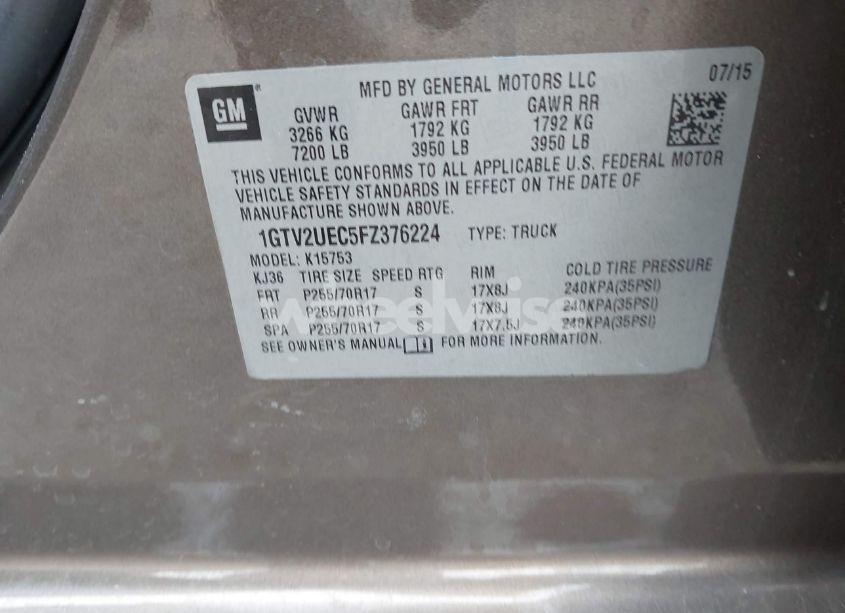 GM
MFD BY GENERAL MOTORS LLC 07/15
GVWR GAWR FRT GAWR RR
3266 KG 1792 KG 1792 KG
7200 LB 3950 LB 3950 LB
THIS VEHICLE CONFORMS TO ALL APPLICABLE U.S. FEDERAL MOTOR
VEHICLE SAFETY STANDARDS IN EFFECT ON THE DATE OF
MANUFACTURE SHOWN ABOVE.
1GTV2UEC5FZ376224 TYPE: TRUCK
MODEL: K15753
KJ36 TIRE SIZE SPEED RTG RIM COLD TIRE PRESSURE
FRT P255/70R17 S 17X8J 240KPA(35PSI)
RR P255/70R17 S 17X8J 240KPA(35PSI)
SPA P255/70R17 S 17X7.5J 240KPA(35PSI)
SEE OWNER'S MANUAL FOR MORE INFORMATION.